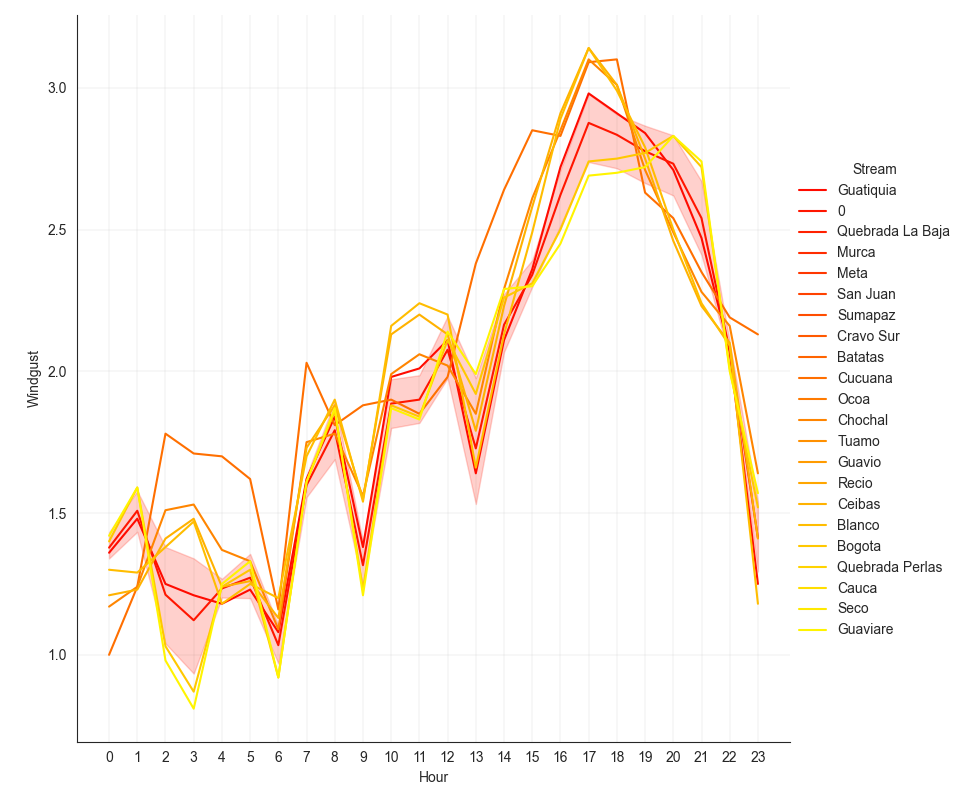 3.0
2.5
2.0
1.5
1.0
Windgust
0 1 2 3 4 5 6 7 8 9 10 11 12 13 14 15 16 17 18 19 20 21 22 23
Hour
Stream
Guatiquia
0
Quebrada La Baja
Murca
Meta
San Juan
Sumapaz
Cravo Sur
Batatas
Cucuana
Ocoa
Chochal
Tuamo
Guavio
Recio
Ceibas
Blanco
Bogota
Quebrada Perlas
Cauca
Seco
Guaviare